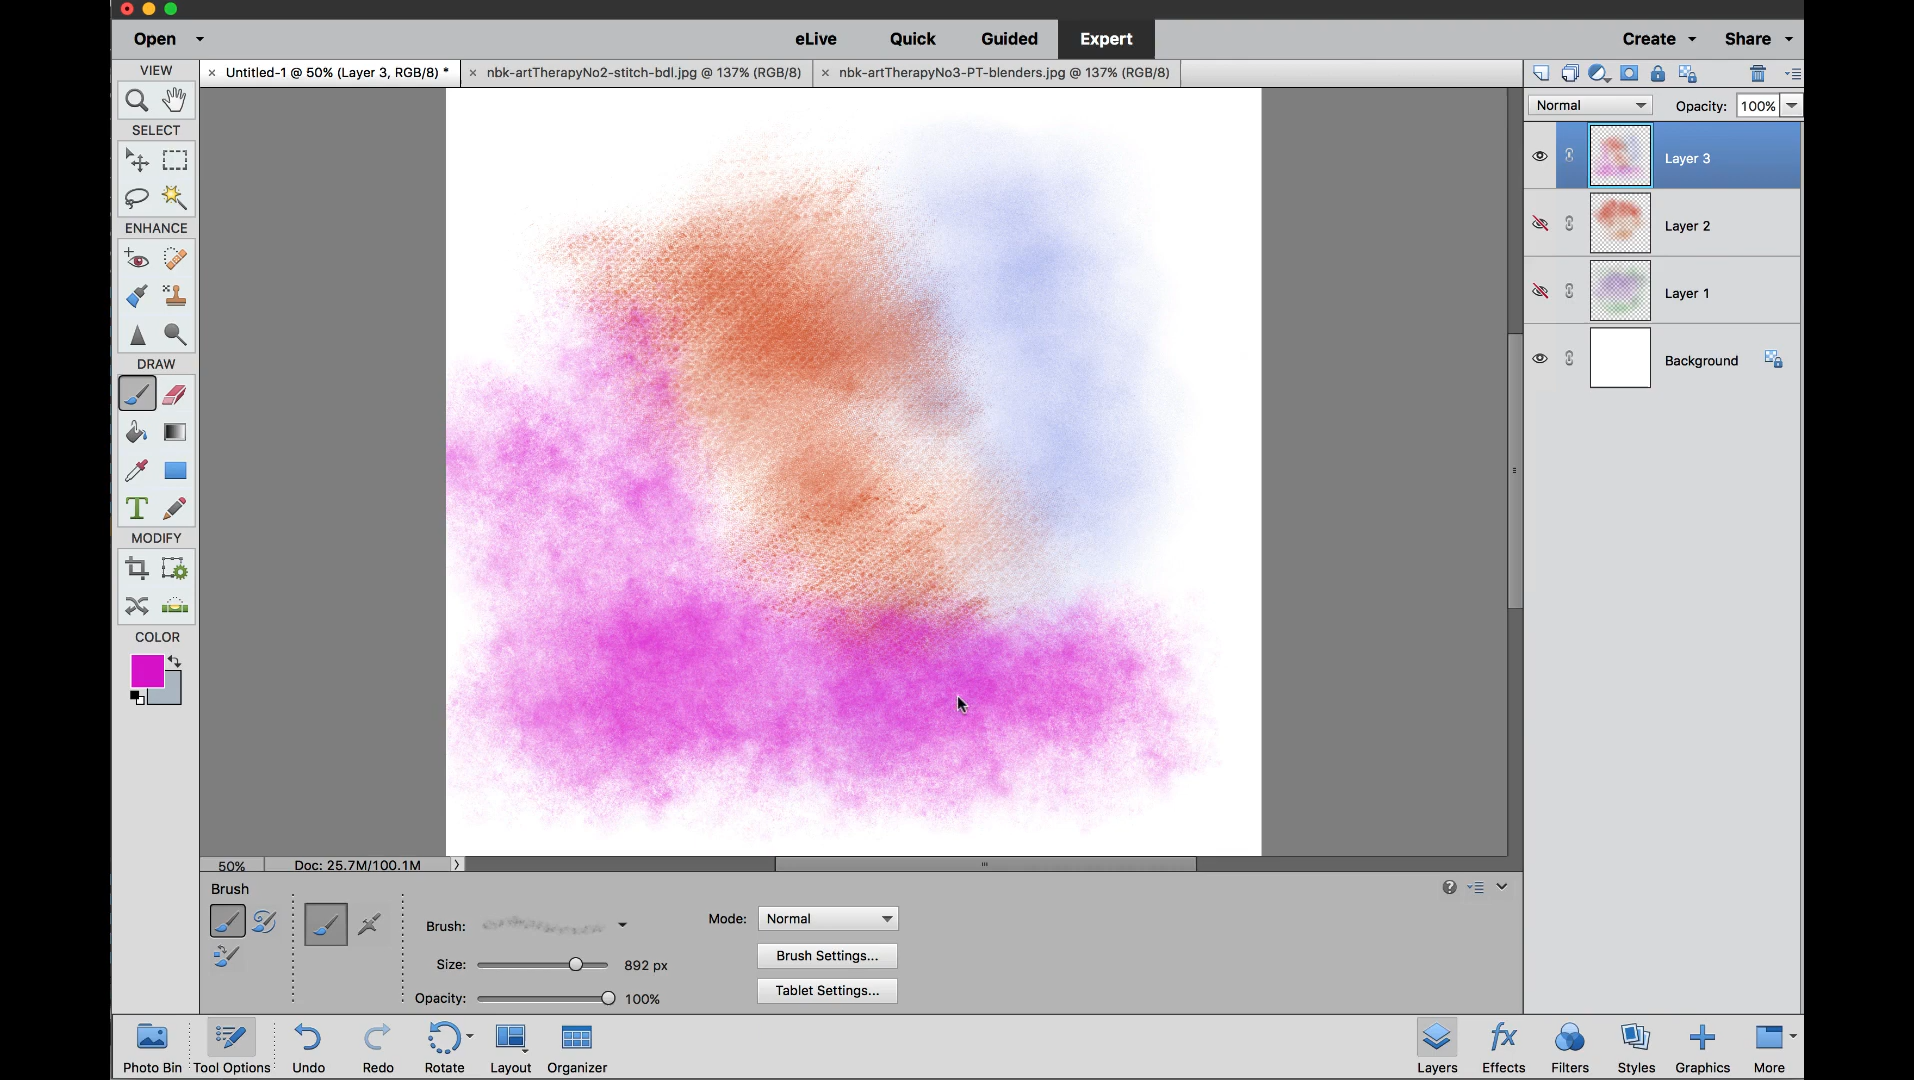 Open
eLive
Quick
Guided
Expert
Create
Share
VIEW
× Untitled-1 @ 50% (Layer 3, RGB/8) *
× nbk-artTherapyNo2-stitch-bdl.jpg @ 137% (RGB/8)
× nbk-artTherapyNo3-PT-blenders.jpg @ 137% (RGB/8)
Normal
Opacity: 100%
SELECT
Layer 3
ENHANCE
Layer 2
Layer 1
DRAW
Background
T
MODIFY
COLOR
50%
Doc: 25.7M/100.1M
Brush
Brush:
Mode: Normal
Size: 892 px
Brush Settings...
Opacity: 100%
Tablet Settings...
Photo Bin
Tool Options
Undo
Redo
Rotate
Layout
Organizer
Layers
fx
Effects
Filters
Styles
Graphics
More